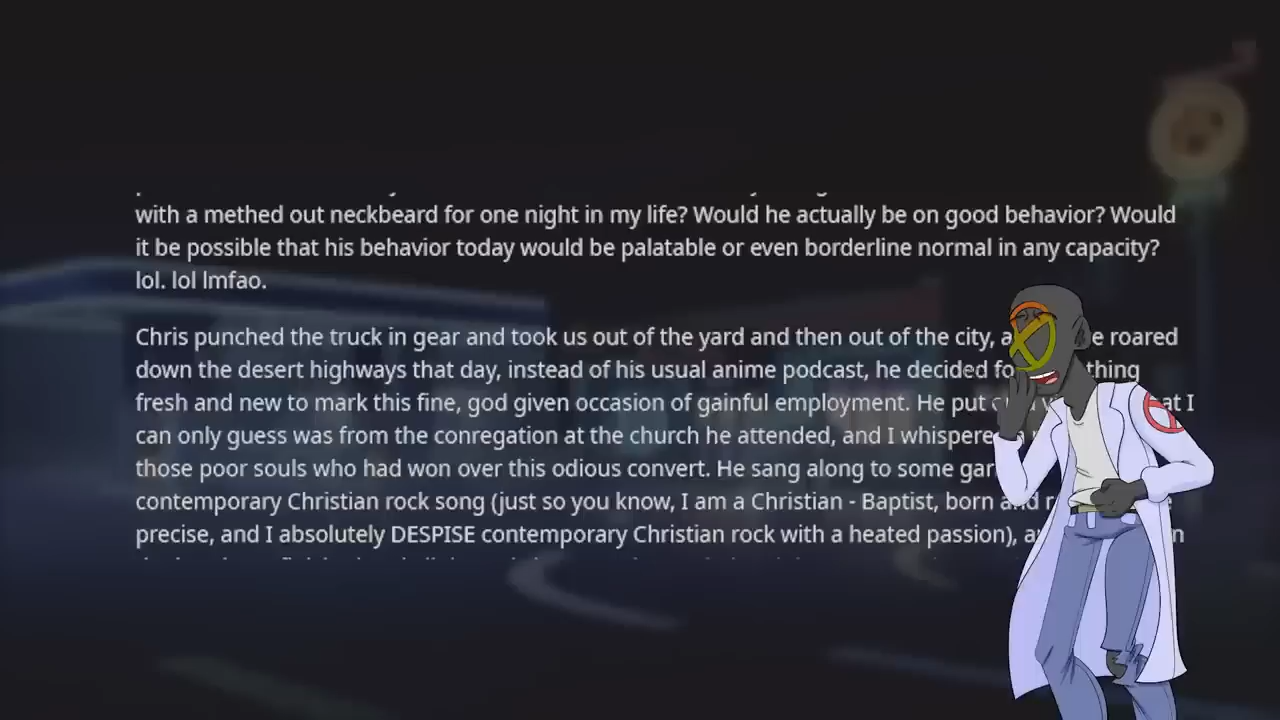 with a methed out neckbeard for one night in my life? Would he actually be on good behavior? Would
it be possible that his behavior today would be palatable or even borderline normal in any capacity?
lol. lol lmfao.
Chris punched the truck in gear and took us out of the yard and then out of the city, roared
down the desert highways that day, instead of his usual anime podcast, he decided
fresh and new to mark this fine, god given occasion of gainful employment. He put I
can only guess was from the conregation at the church he attended, and I
those poor souls who had won over this odious convert. He sang along to some
contemporary Christian rock song (just so you know, I am a Christian - Baptist, born and
precise, and I absolutely DESPISE contemporary Christian rock with a heated passion),